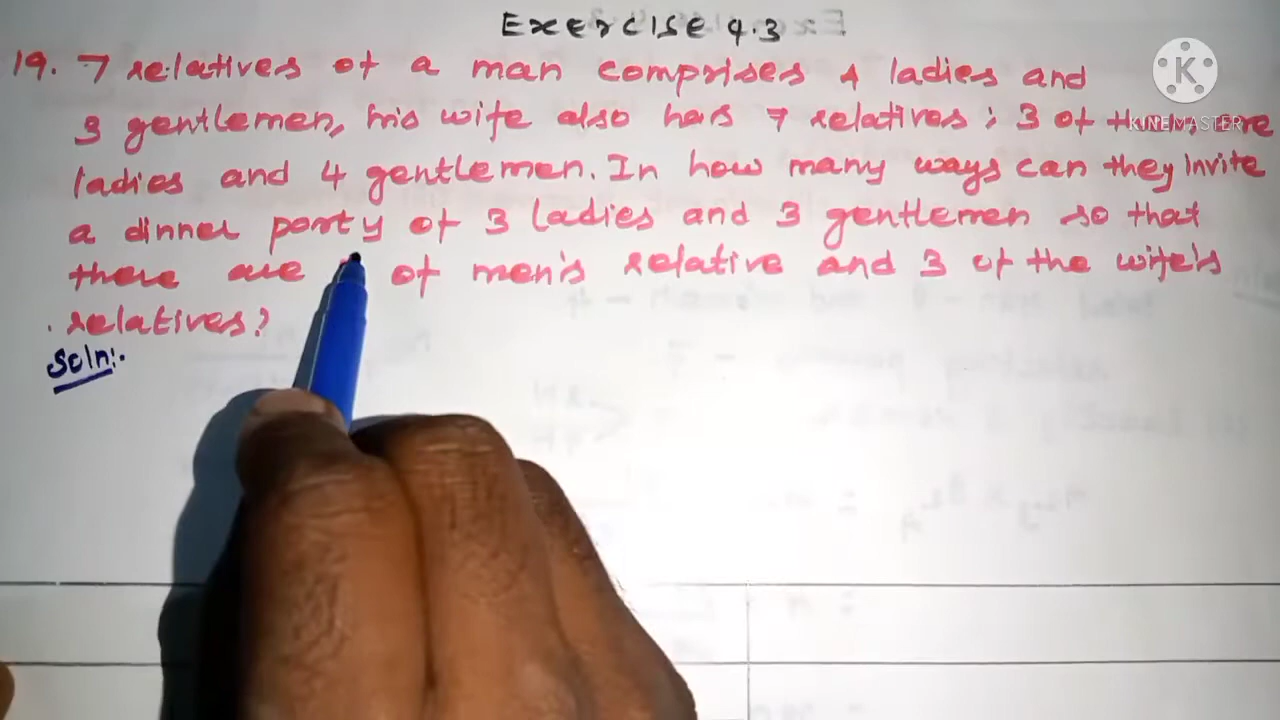 Exercise 4.3:
19. 7 relatives of a man comprises 4 ladies and
3 gentlemen, his wife also has 7 relatives; 3 of them are
ladies and 4 gentlemen. In how many ways can they invite
a dinner party of 3 ladies and 3 gentlemen so that
there are of men's relative and 3 of the wife's
relatives?
Soln:.
K
KINEMASTER